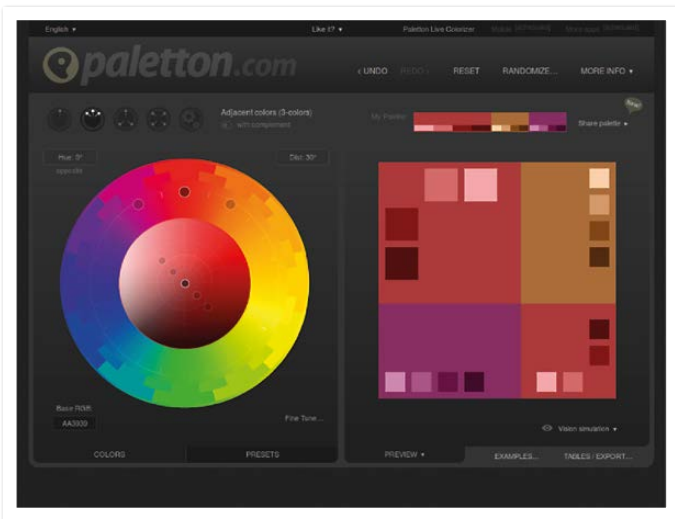 English ▾ Like it? ▾ Paletton Live Colorizer
paletton.com
‹ UNDO REDO › RESET RANDOMIZE... MORE INFO ▾
Adjacent colors (3-colors)
with complement
My Palette
New!
Share palette ▸
Hue: 0°
opposite
Dist: 30°
Base RGB:
AA3939
Fine Tune...
Vision simulation ▾
COLORS PRESETS PREVIEW ▾ EXAMPLES... TABLES / EXPORT...